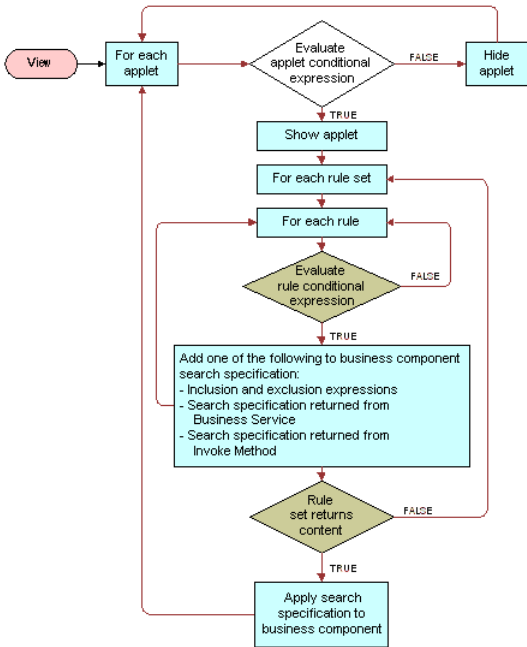 View
For each
applet
Evaluate
applet conditional
expression
FALSE
Hide
applet
TRUE
Show applet
For each rule set
For each rule
Evaluate
rule conditional
expression
FALSE
TRUE
Add one of the following to business component
search specification:
- Inclusion and exclusion expressions
- Search specification returned from
Business Service
- Search specification returned from
Invoke Method
Rule
set returns
content
FALSE
TRUE
Apply search
specification to
business component